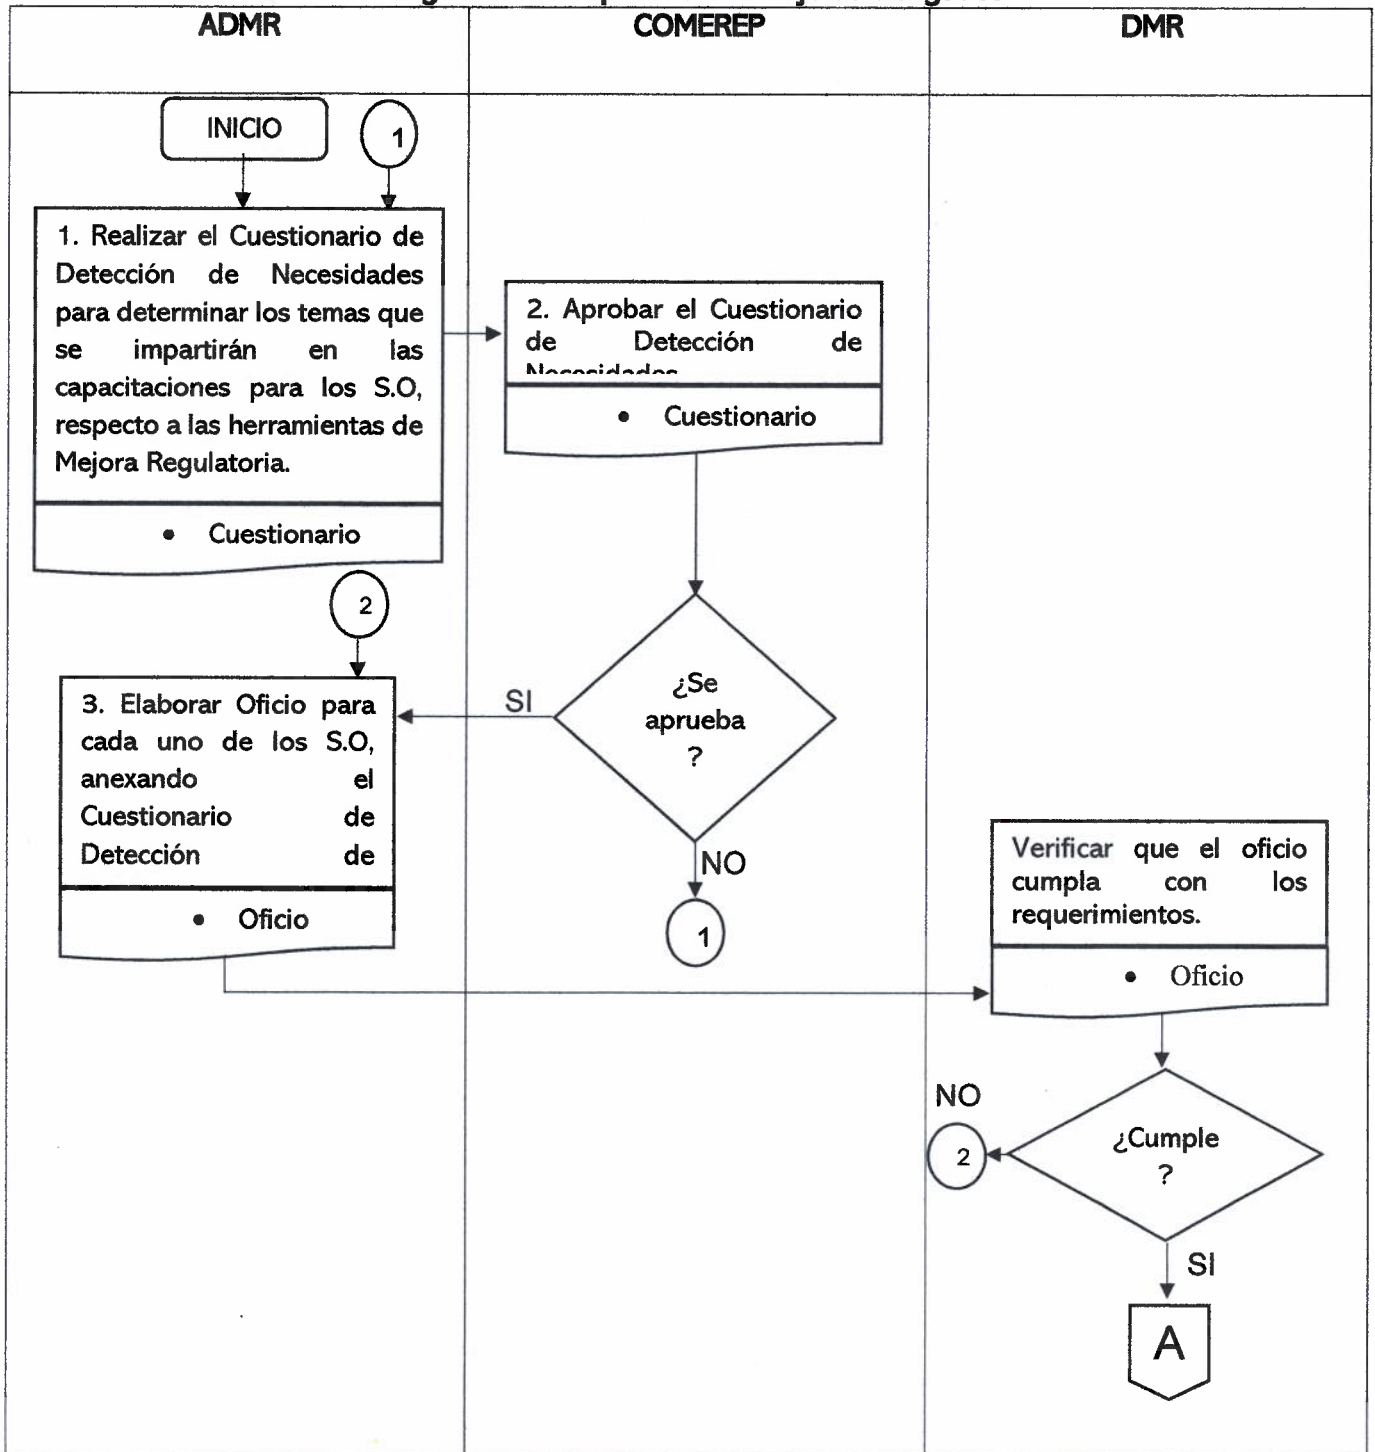 ADMR
COMEREP
DMR
INICIO
1
1. Realizar el Cuestionario de
Detección de Necesidades
para determinar los temas que
se impartirán en las
capacitaciones para los S.O,
respecto a las herramientas de
Mejora Regulatoria.
• Cuestionario
2. Aprobar el Cuestionario
de Detección de
Necesidades
• Cuestionario
¿Se
aprueba
?
SI
NO
1
2
3. Elaborar Oficio para
cada uno de los S.O,
anexando el
Cuestionario de
Detección de
• Oficio
Verificar que el oficio
cumpla con los
requerimientos.
• Oficio
¿Cumple
?
NO
2
SI
A